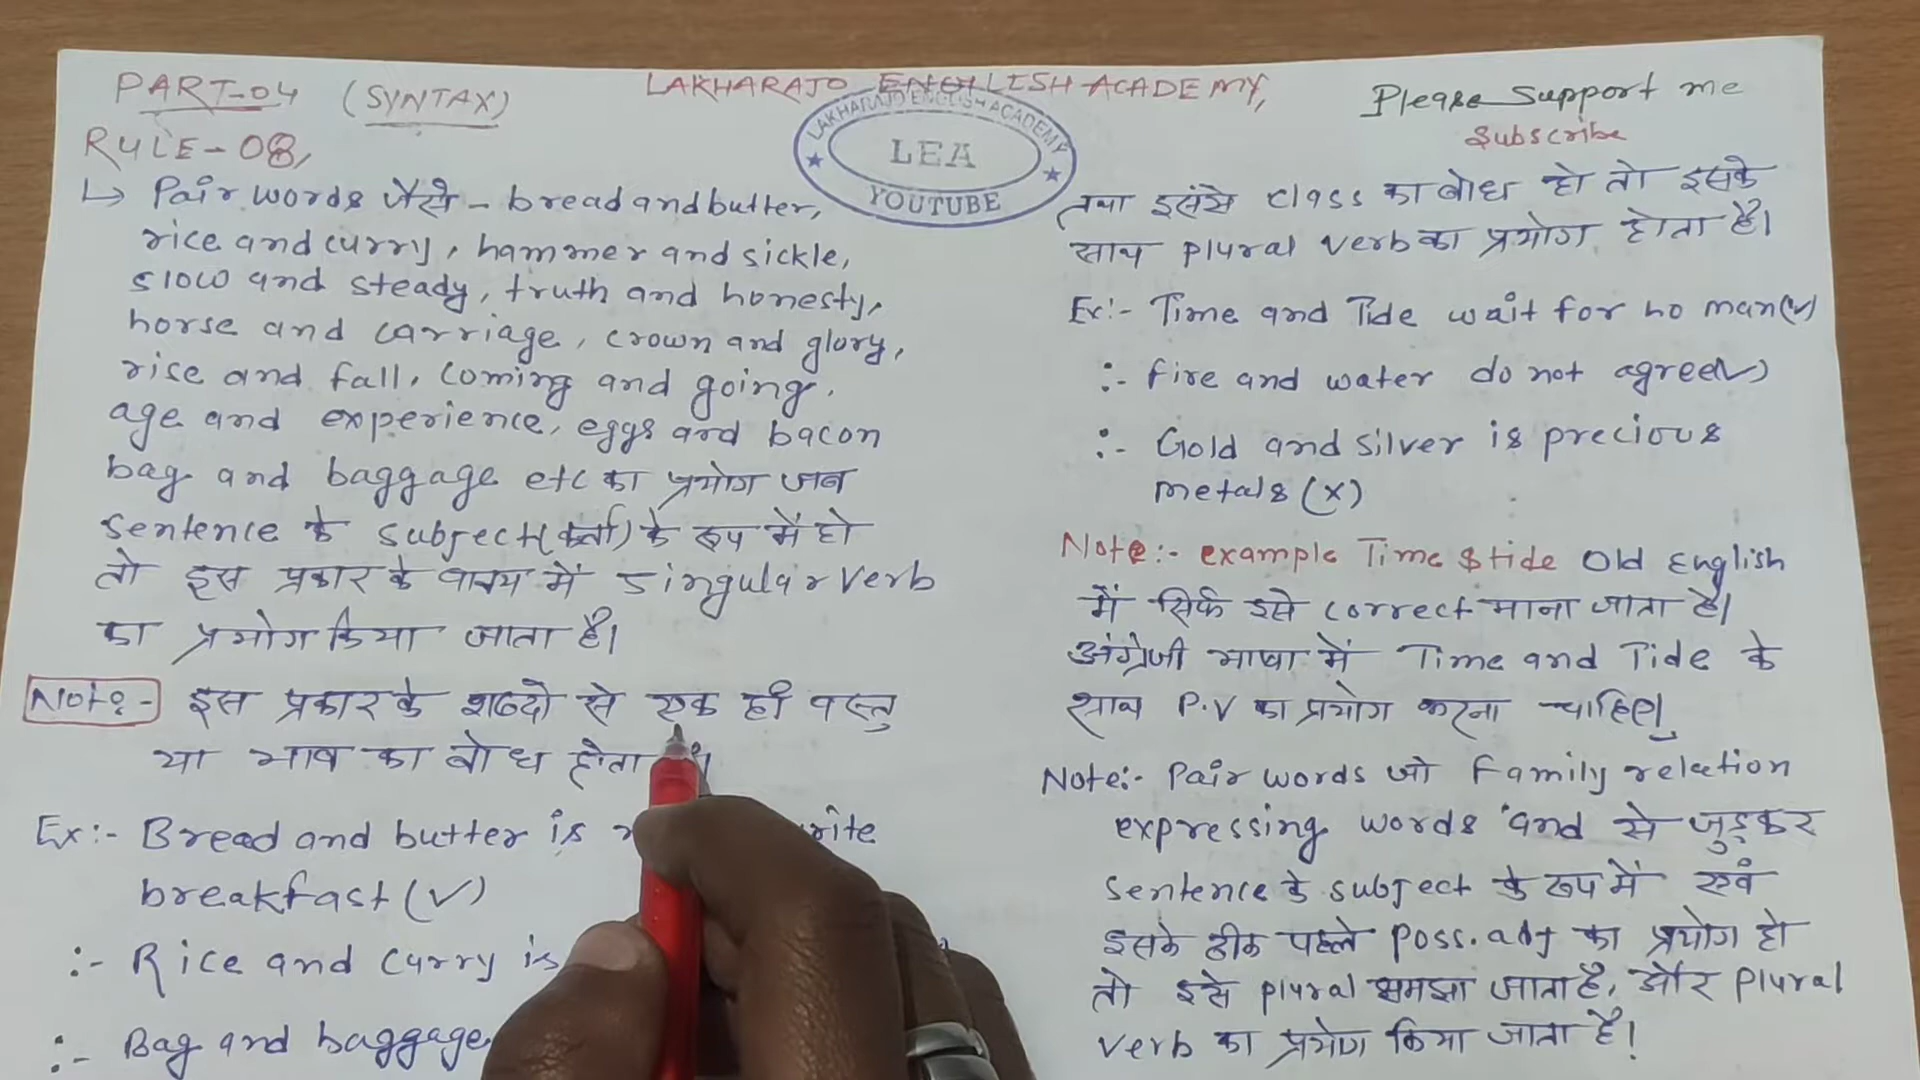 PART-04 (SYNTAX)
LAKHARAJO ENGLISH ACADEMY,
Please support me
Subscribe
LAKHARAJO ENGLISH ACADEMY
LEA
YOUTUBE
RULE-08,
↳ Pair words जैसे - bread and butter,
rice and curry, hammer and sickle,
slow and steady, truth and honesty,
horse and carriage, crown and glory,
rise and fall, coming and going,
age and experience, eggs and bacon
bag and baggage etc का प्रयोग जब
sentence के subject (कर्ता) के रूप में हो
तो इस प्रकार के वाक्य में singular verb
का प्रयोग किया जाता है।
Note:- इस प्रकार के शब्दो से एक ही वस्तु
या भाव का बोध होता
Ex:- Bread and butter is
breakfast (✓)
:- Rice and curry is
:- Bag and baggage
तथा इससे class का बोध हो तो इसके
साथ plural verb का प्रयोग होता है।
Ex:- Time and Tide wait for no man (✓)
:- fire and water do not agree (✓)
:- Gold and silver is precious
metals (x)
Note:- example Time & tide Old English
में सिर्फ इसे correct माना जाता है।
अंग्रेजी भाषा में Time and Tide के
साथ P.V का प्रयोग करना चाहिए।
Note:- Pair words जो Family relation
expressing words 'and से जुड़कर
sentence के subject के रूप में एवं
इसके ठीक पहले poss. adj का प्रयोग हो
तो इसे plural समझा जाता है, और plural
verb का प्रयोग किया जाता है!